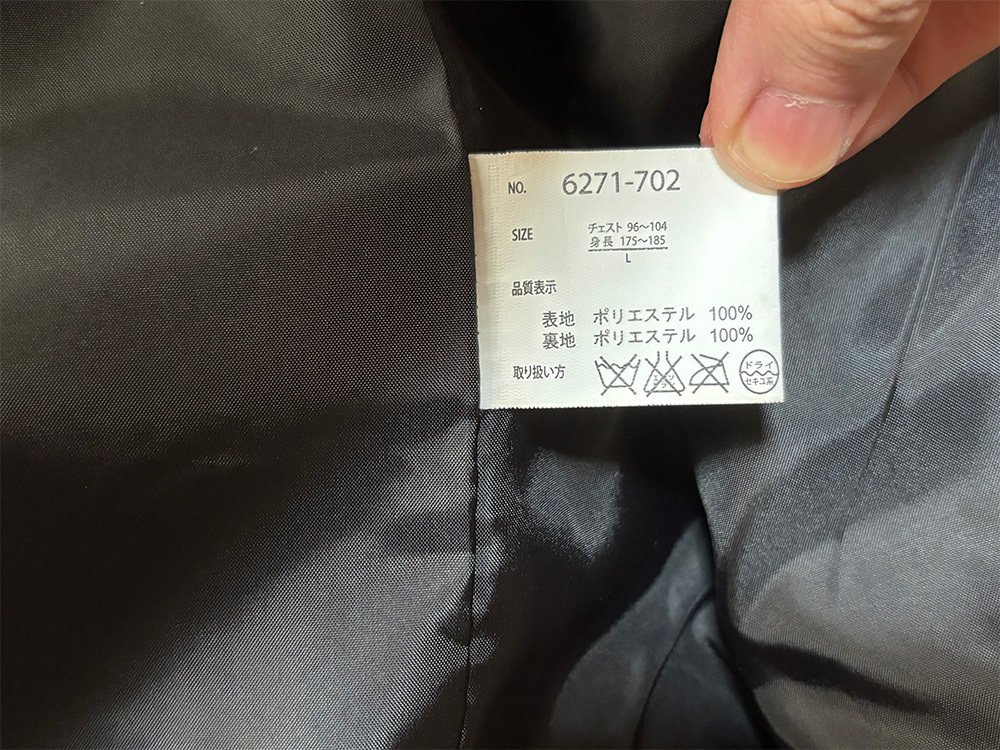 NO. 6271-702
SIZE チェスト 96〜104
身長 175〜185
L
品質表示
表地 ポリエステル 100%
裏地 ポリエステル 100%
取り扱い方
ドライ
セキユ系